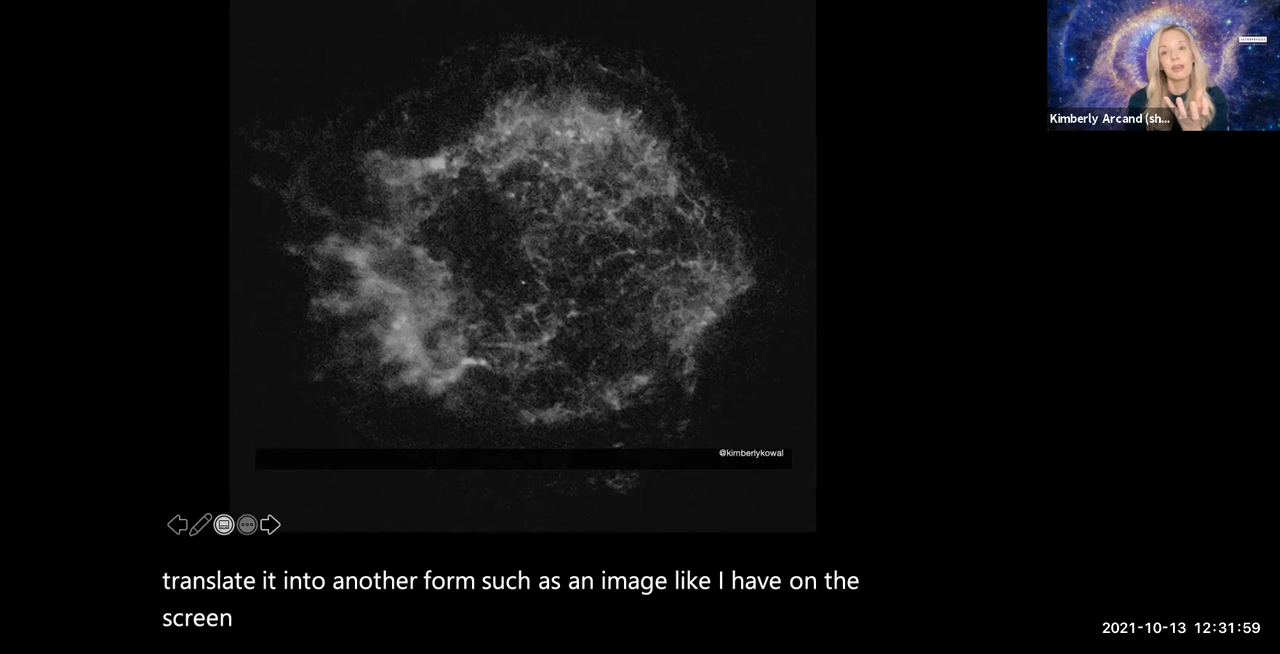 Kimberly Arcand (sh...
@kimberlykowal
translate it into another form such as an image like I have on the
screen
2021-10-13 12:31:59